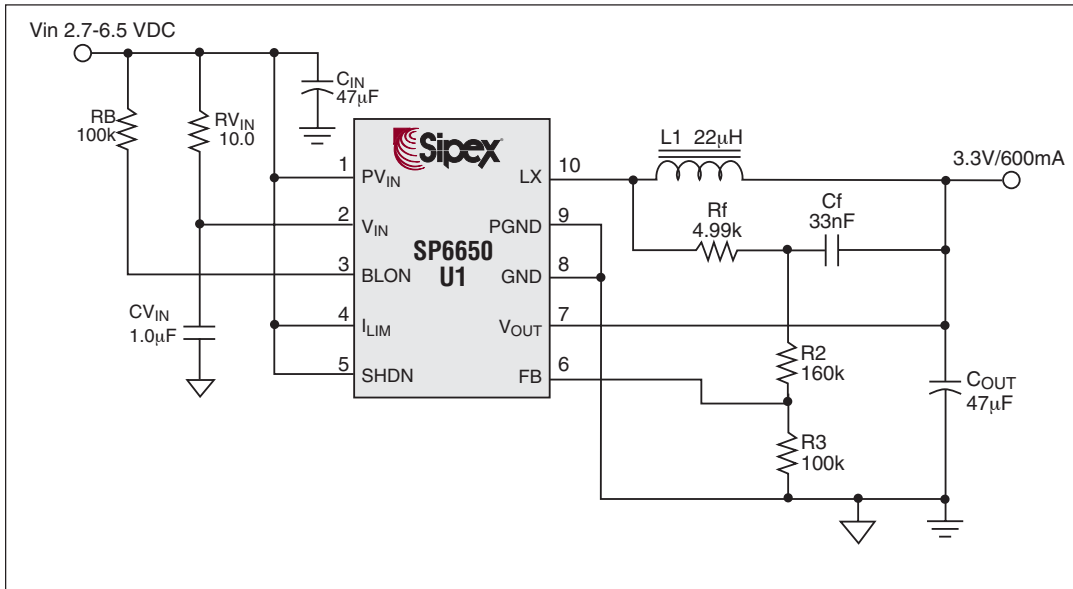 Vin 2.7-6.5 VDC
CIN
47µF
RB
100k
RVIN
10.0
Sipex
L1 22µH
3.3V/600mA
1
PVIN
LX
10
Cf
33nF
Rf
4.99k
2
VIN
PGND
9
SP6650
U1
3
BLON
GND
8
CVIN
1.0µF
4
ILIM
VOUT
7
5
SHDN
FB
6
R2
160k
COUT
47µF
R3
100k